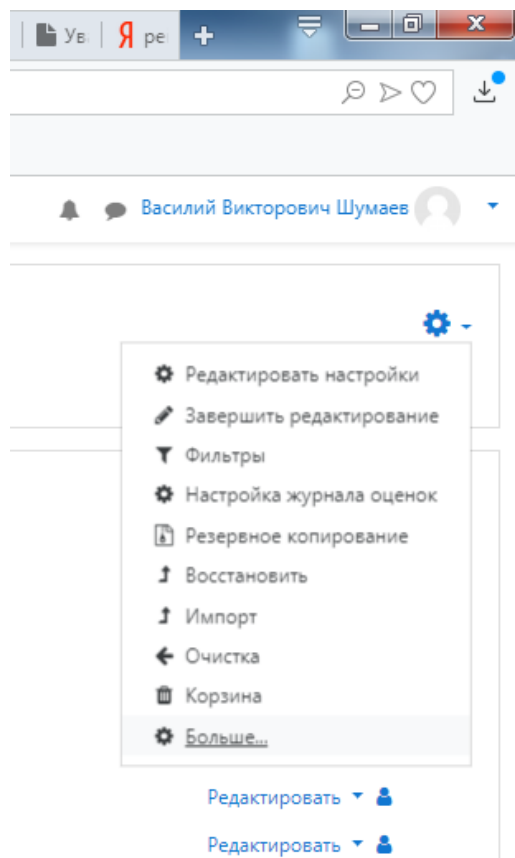 Ув. Я ре
Василий Викторович Шумаев
Редактировать настройки
Завершить редактирование
Фильтры
Настройка журнала оценок
Резервное копирование
Восстановить
Импорт
Очистка
Корзина
Больше...
Редактировать
Редактировать